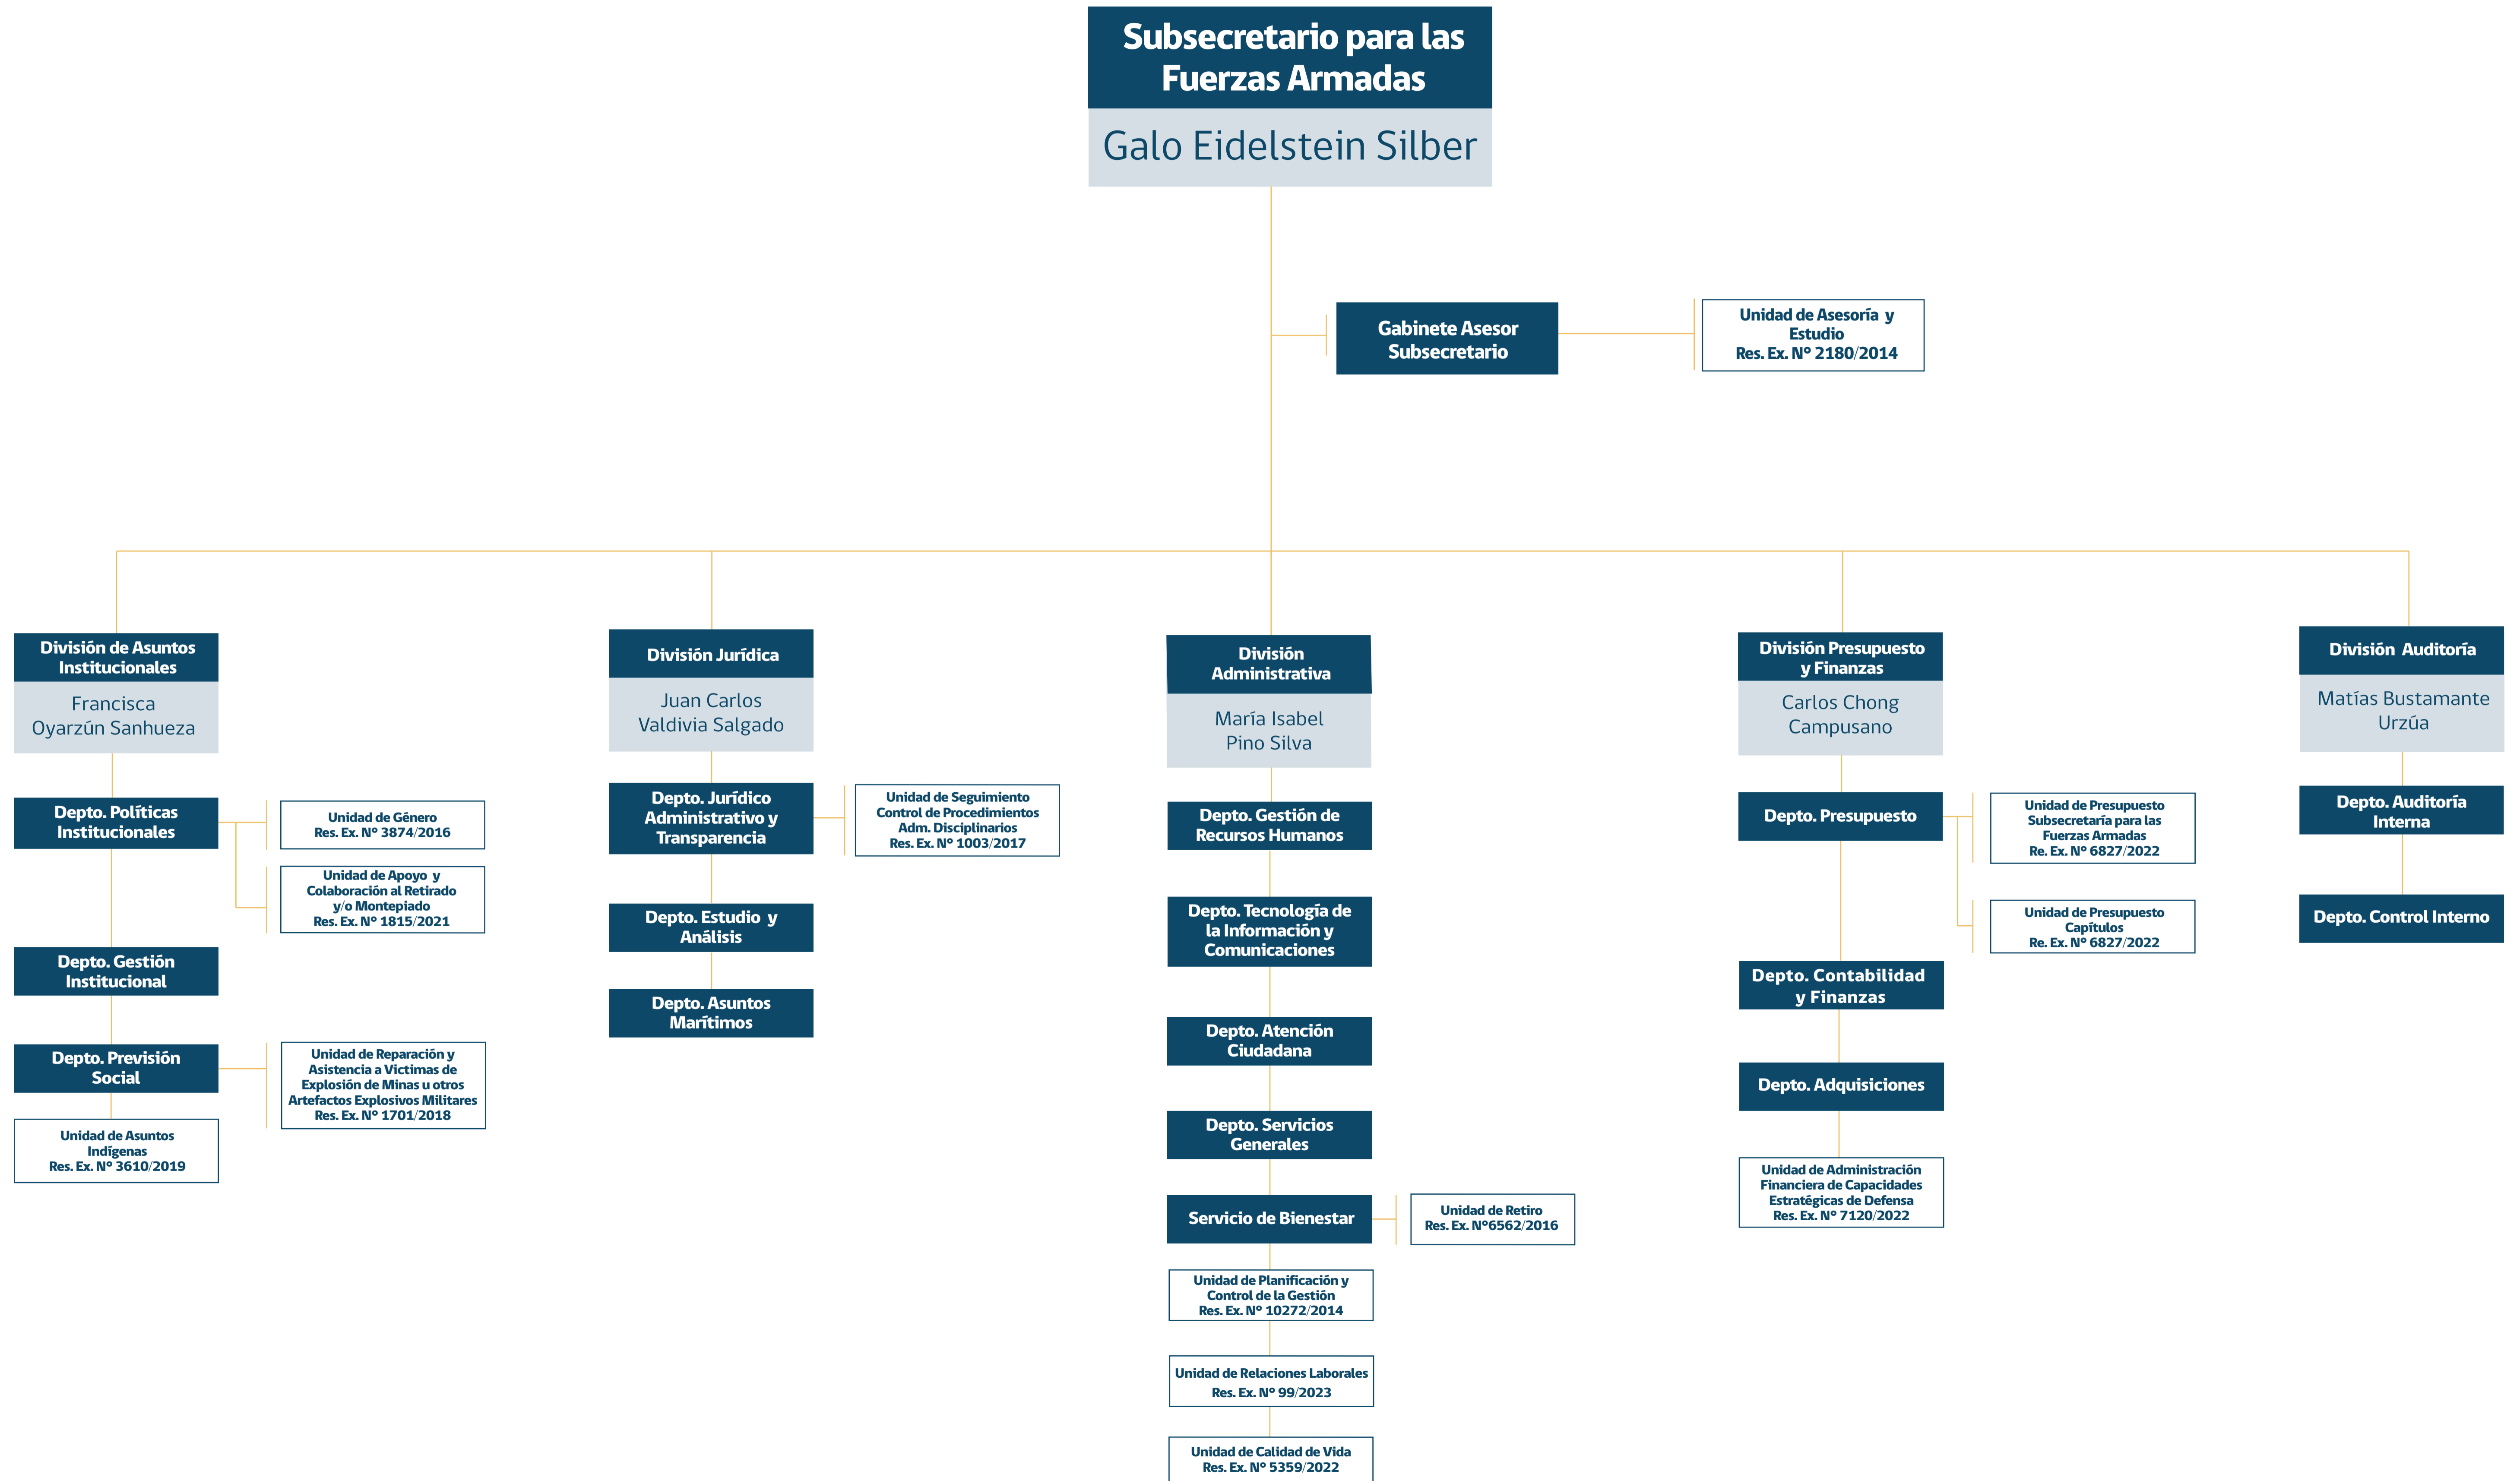 Subsecretario para las
Fuerzas Armadas
Galo Eidelstein Silber
Gabinete Asesor
Subsecretario
Unidad de Asesoría y
Estudio
Res. Ex. N° 2180/2014
División de Asuntos
Institucionales
Francisca
Oyarzún Sanhueza
Depto. Políticas
Institucionales
Unidad de Género
Res. Ex. N° 3874/2016
Unidad de Apoyo y
Colaboración al Retirado
y/o Montepiado
Res. Ex. N° 1815/2021
Depto. Gestión
Institucional
Depto. Previsión
Social
Unidad de Reparación y
Asistencia a Victimas de
Explosión de Minas u otros
Artefactos Explosivos Militares
Res. Ex. N° 1701/2018
Unidad de Asuntos
Indígenas
Res. Ex. N° 3610/2019
División Jurídica
Juan Carlos
Valdivia Salgado
Depto. Jurídico
Administrativo y
Transparencia
Unidad de Seguimiento
Control de Procedimientos
Adm. Disciplinarios
Res. Ex. N° 1003/2017
Depto. Estudio y
Análisis
Depto. Asuntos
Marítimos
División
Administrativa
María Isabel
Pino Silva
Depto. Gestión de
Recursos Humanos
Depto. Tecnología de
la Información y
Comunicaciones
Depto. Atención
Ciudadana
Depto. Servicios
Generales
Servicio de Bienestar
Unidad de Retiro
Res. Ex. N°6562/2016
Unidad de Planificación y
Control de la Gestión
Res. Ex. N° 10272/2014
Unidad de Relaciones Laborales
Res. Ex. N° 99/2023
Unidad de Calidad de Vida
Res. Ex. N° 5359/2022
División Presupuesto
y Finanzas
Carlos Chong
Campusano
Depto. Presupuesto
Unidad de Presupuesto
Subsecretaría para las
Fuerzas Armadas
Re. Ex. N° 6827/2022
Unidad de Presupuesto
Capítulos
Re. Ex. N° 6827/2022
Depto. Contabilidad
y Finanzas
Depto. Adquisiciones
Unidad de Administración
Financiera de Capacidades
Estratégicas de Defensa
Res. Ex. N° 7120/2022
División Auditoría
Matías Bustamante
Urzúa
Depto. Auditoría
Interna
Depto. Control Interno